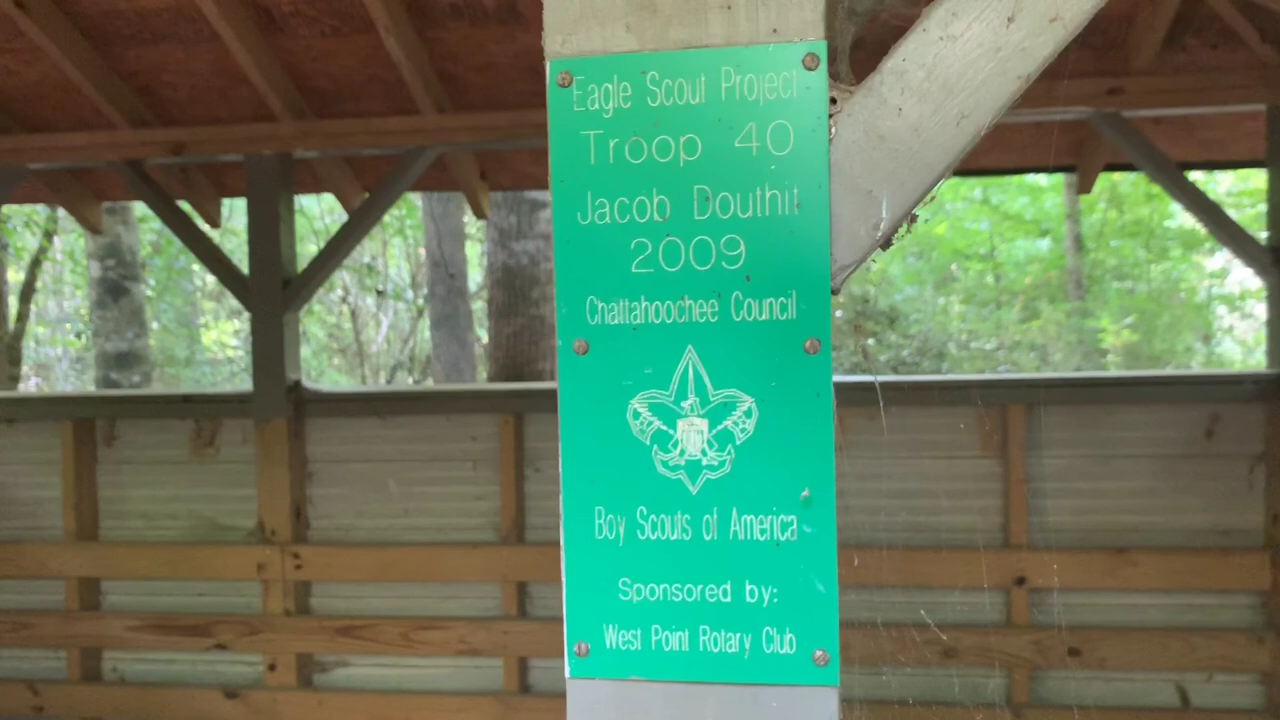 Eagle Scout Project
Troop 40
Jacob Douthit
2009
Chattahoochee Council
Boy Scouts of America
Sponsored by:
West Point Rotary Club